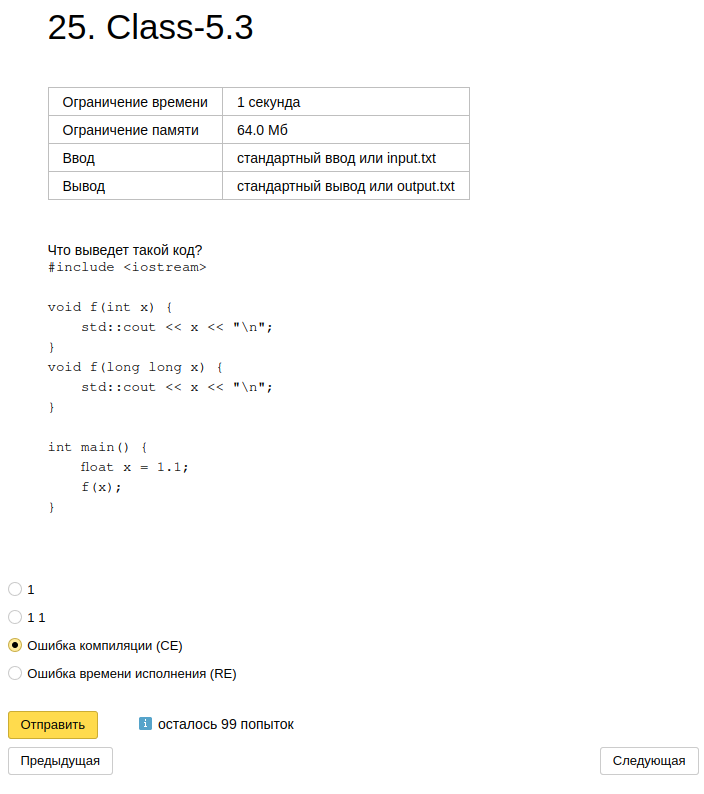 25. Class-5.3
Ограничение времени 1 секунда
Ограничение памяти 64.0 Мб
Ввод стандартный ввод или input.txt
Вывод стандартный вывод или output.txt
Что выведет такой код?
#include <iostream>
void f(int x) {
    std::cout << x << "\n";
}
void f(long long x) {
    std::cout << x << "\n";
}
int main() {
    float x = 1.1;
    f(x);
}
1
1 1
Ошибка компиляции (CE)
Ошибка времени исполнения (RE)
Отправить i осталось 99 попыток
Предыдущая Следующая